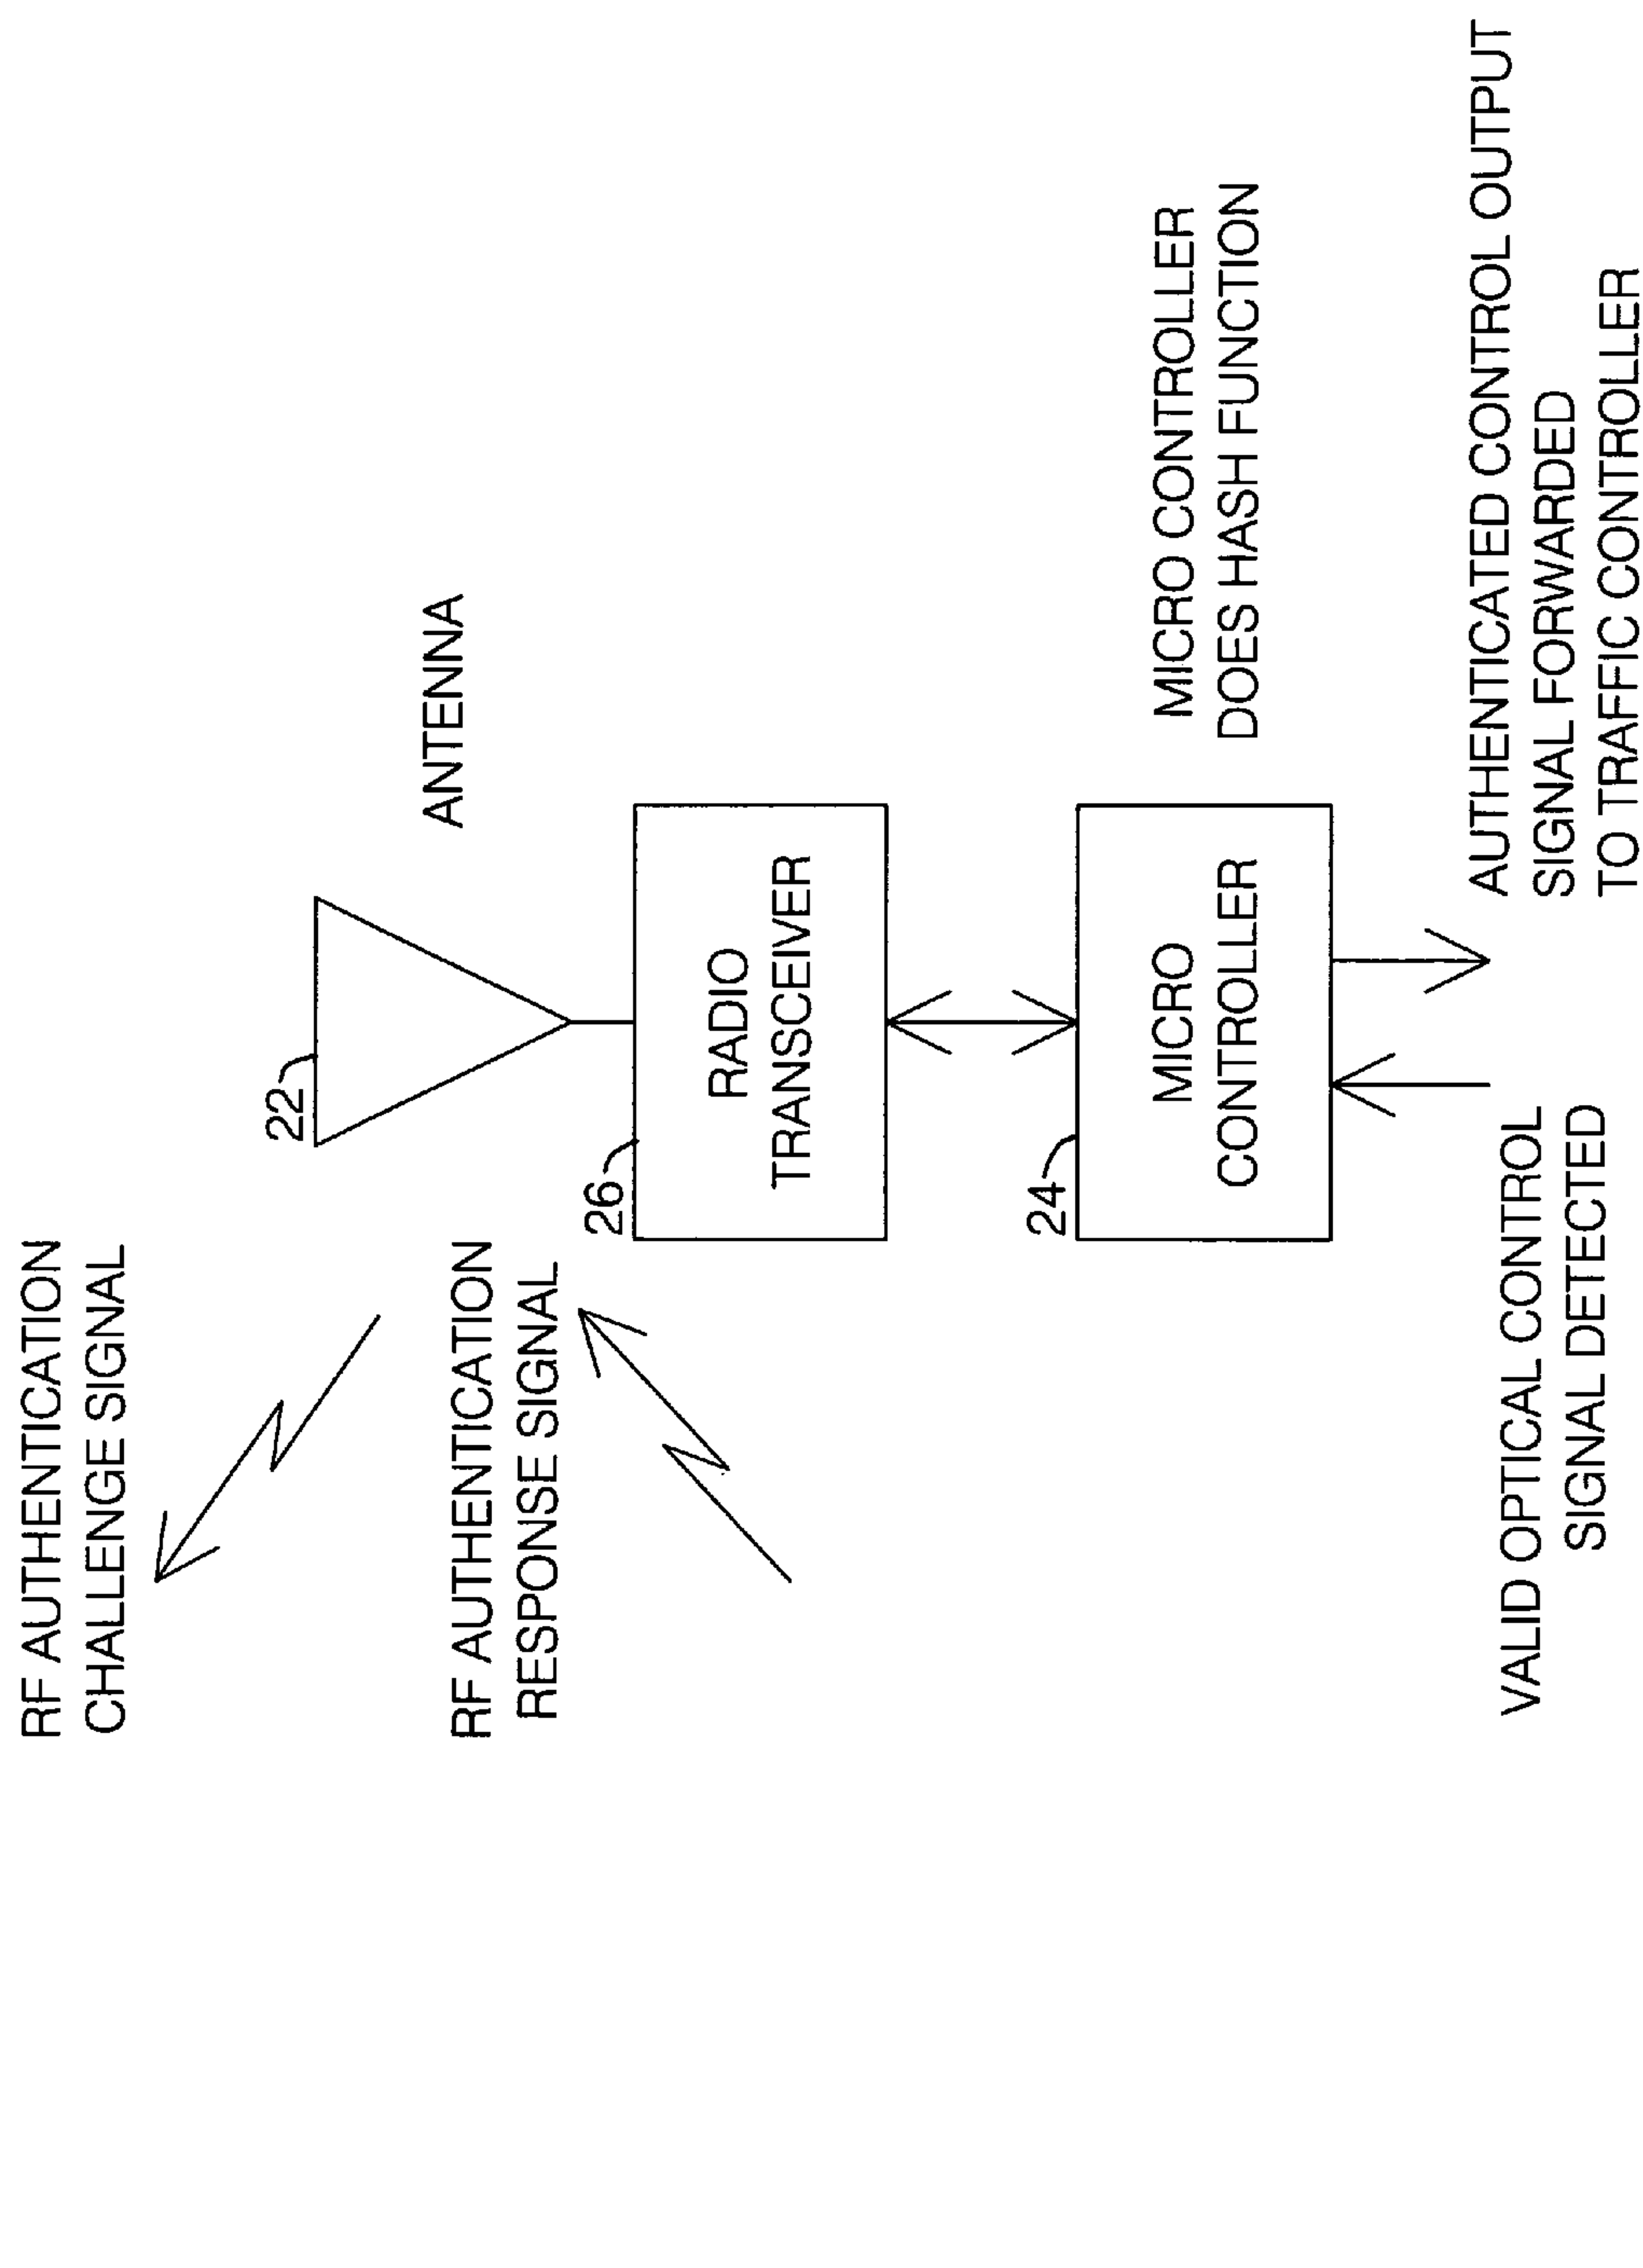 RF AUTHENTICATION
CHALLENGE SIGNAL
22
ANTENNA
RF AUTHENTICATION
RESPONSE SIGNAL
26
RADIO
TRANSCEIVER
24
MICRO
CONTROLLER
MICRO CONTROLLER
DOES HASH FUNCTION
VALID OPTICAL CONTROL
SIGNAL DETECTED
AUTHENTICATED CONTROL OUTPUT
SIGNAL FORWARDED
TO TRAFFIC CONTROLLER